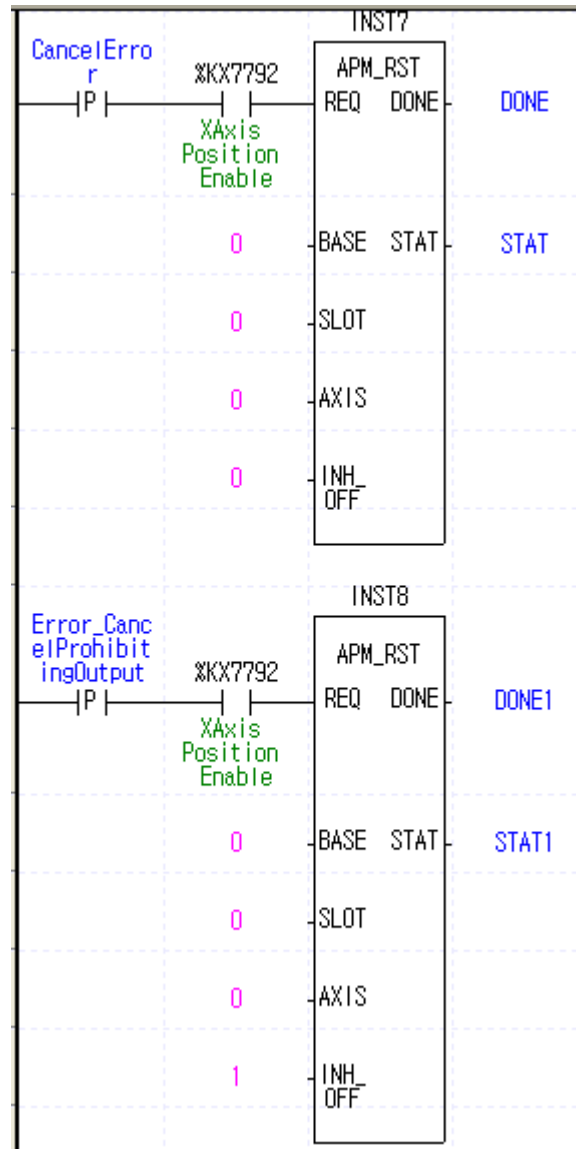 INST7
CancelErro
r
%KX7792
APM_RST
P
REQ DONE
DONE
XAxis
Position
Enable
0
BASE STAT
STAT
0
SLOT
0
AXIS
0
INH_
OFF
INST8
Error_Canc
elProhibit
ingOutput
%KX7792
APM_RST
P
REQ DONE
DONE1
XAxis
Position
Enable
0
BASE STAT
STAT1
0
SLOT
0
AXIS
1
INH_
OFF